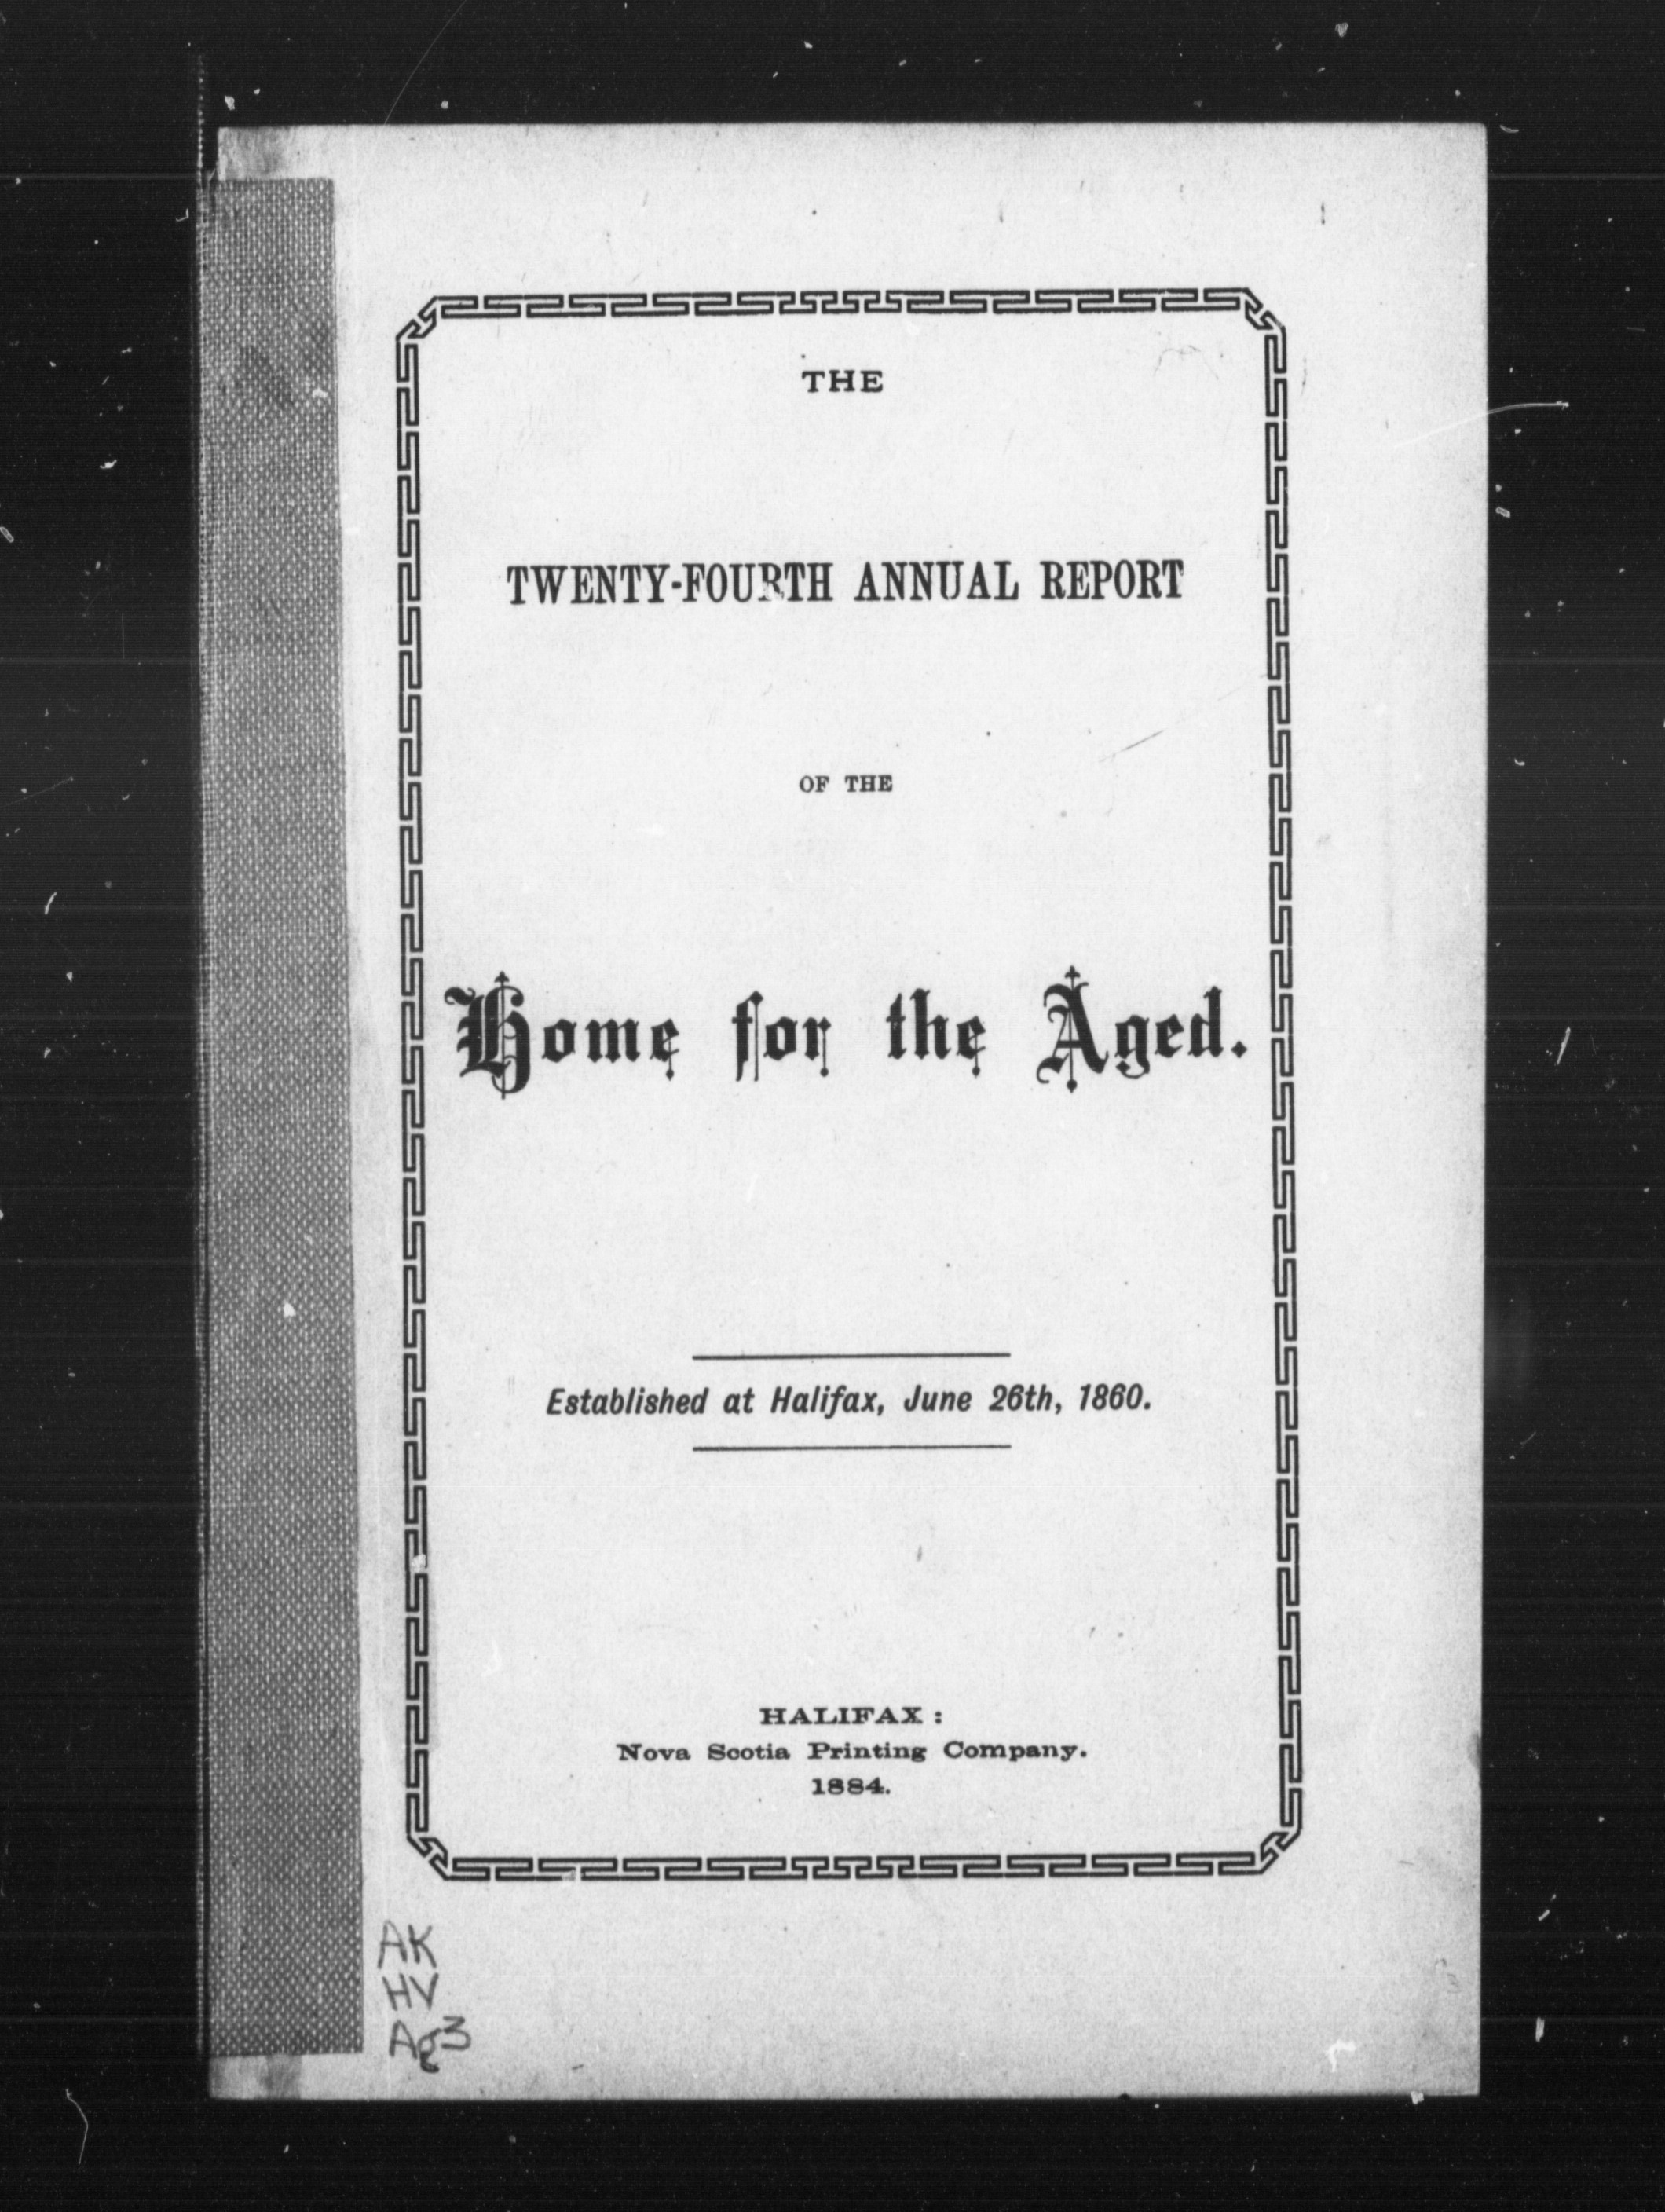 THE
TWENTY-FOURTH ANNUAL REPORT
OF THE
Home for the Aged.
Established at Halifax, June 26th, 1860.
HALIFAX :
Nova Scotia Printing Company.
1884.
AK
HV
Ag3